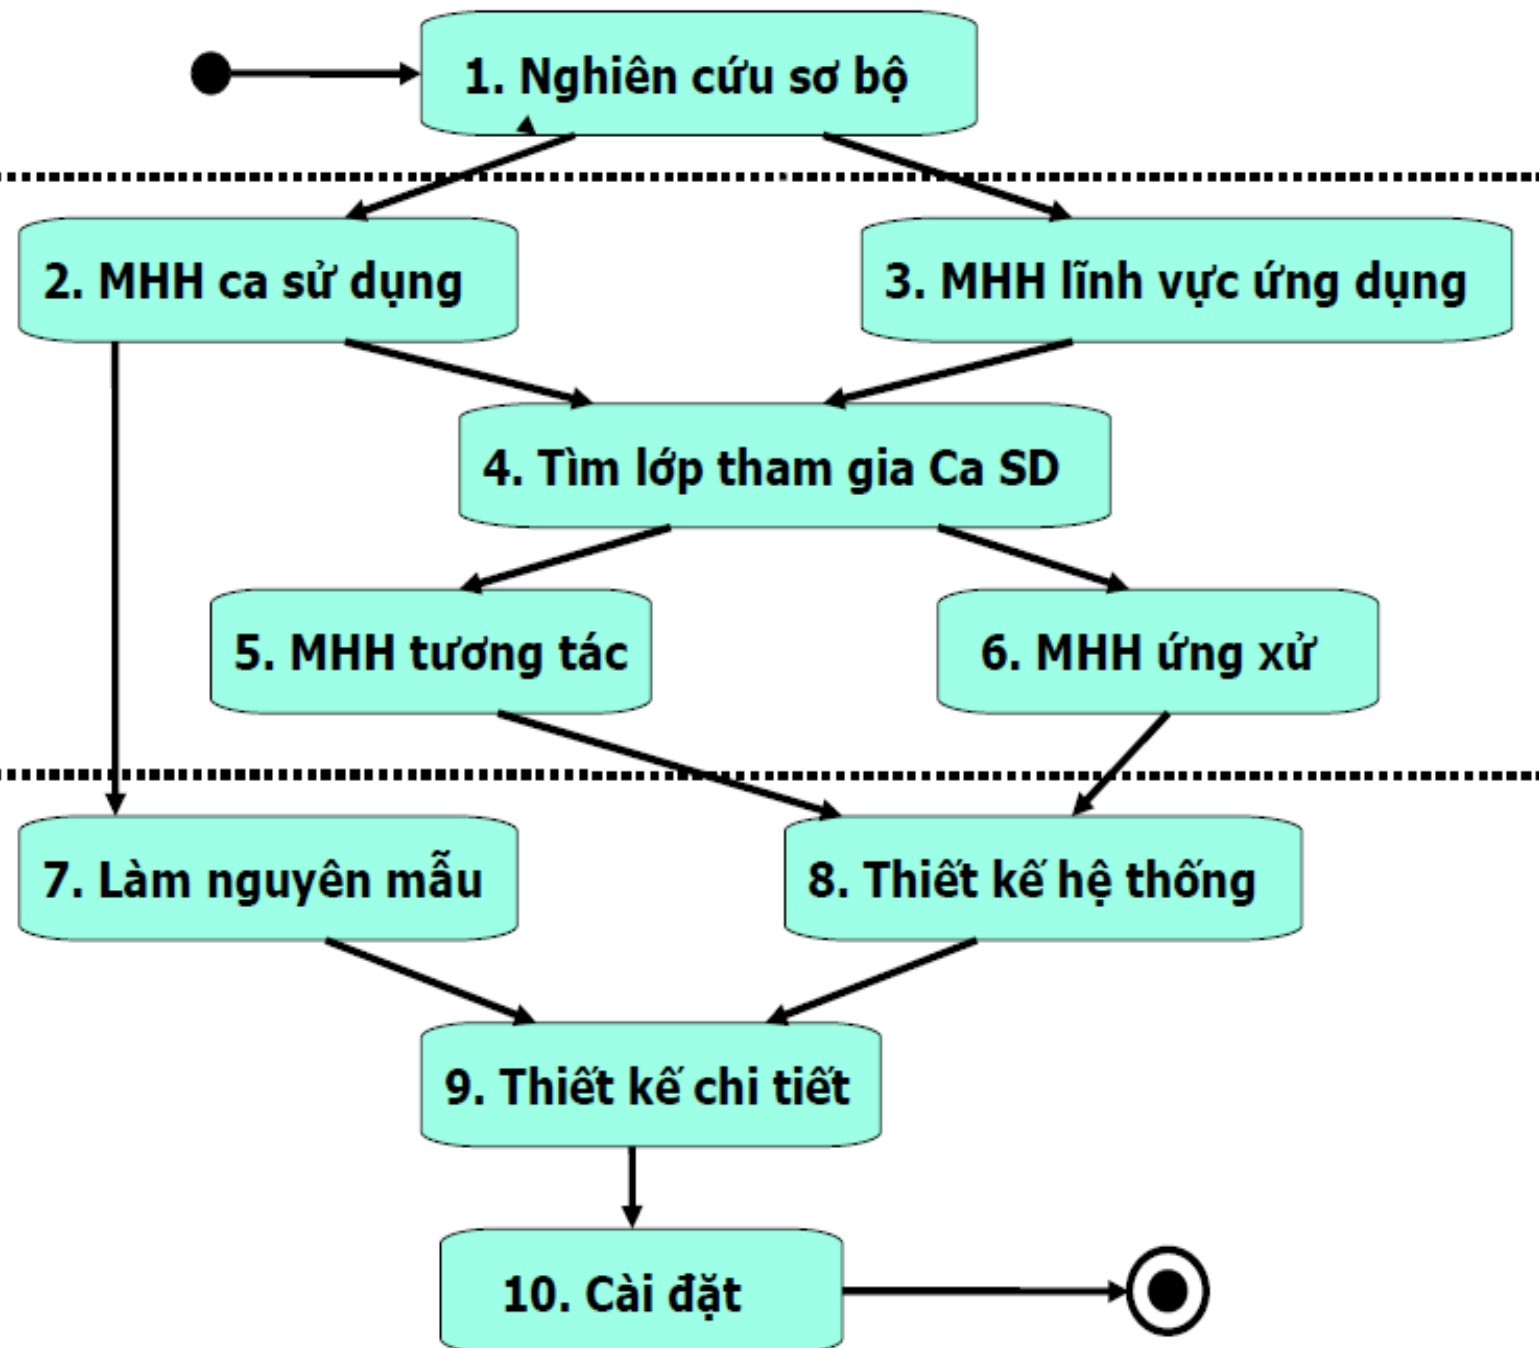 1. Nghiên cứu sơ bộ
2. MHH ca sử dụng
3. MHH lĩnh vực ứng dụng
4. Tìm lớp tham gia Ca SD
5. MHH tương tác
6. MHH ứng xử
7. Làm nguyên mẫu
8. Thiết kế hệ thống
9. Thiết kế chi tiết
10. Cài đặt